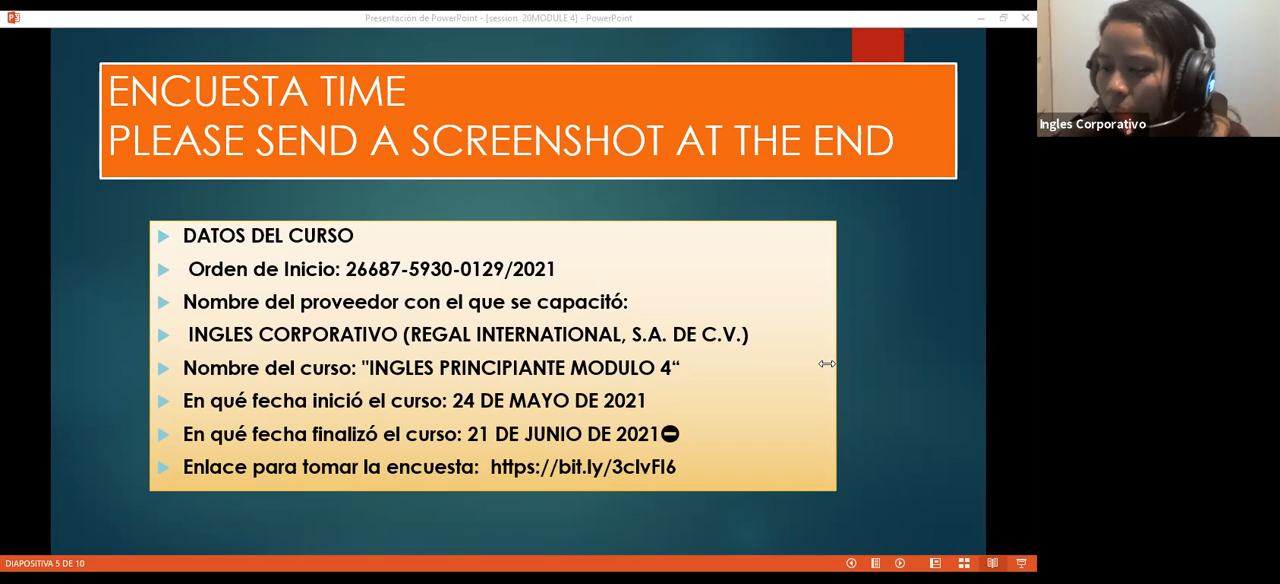 Presentación de PowerPoint - [session 20MODULE 4] - PowerPoint
ENCUESTA TIME
PLEASE SEND A SCREENSHOT AT THE END
DATOS DEL CURSO
Orden de Inicio: 26687-5930-0129/2021
Nombre del proveedor con el que se capacitó:
INGLES CORPORATIVO (REGAL INTERNATIONAL, S.A. DE C.V.)
Nombre del curso: "INGLES PRINCIPIANTE MODULO 4“
En qué fecha inició el curso: 24 DE MAYO DE 2021
En qué fecha finalizó el curso: 21 DE JUNIO DE 2021
Enlace para tomar la encuesta: https://bit.ly/3cIvFl6
Ingles Corporativo
DIAPOSITIVA 5 DE 10